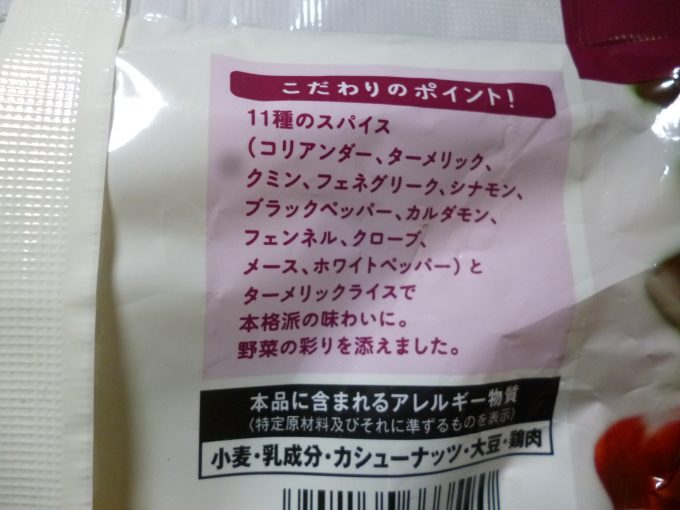 こだわりのポイント!
11種のスパイス
(コリアンダー、ターメリック、
クミン、フェネグリーク、シナモン、
ブラックペッパー、カルダモン、
フェンネル、クローブ、
メース、ホワイトペッパー)と
ターメリックライスで
本格派の味わいに。
野菜の彩りを添えました。
本品に含まれるアレルギー物質
〈特定原材料及びそれに準ずるものを表示〉
小麦・乳成分・カシューナッツ・大豆・鶏肉